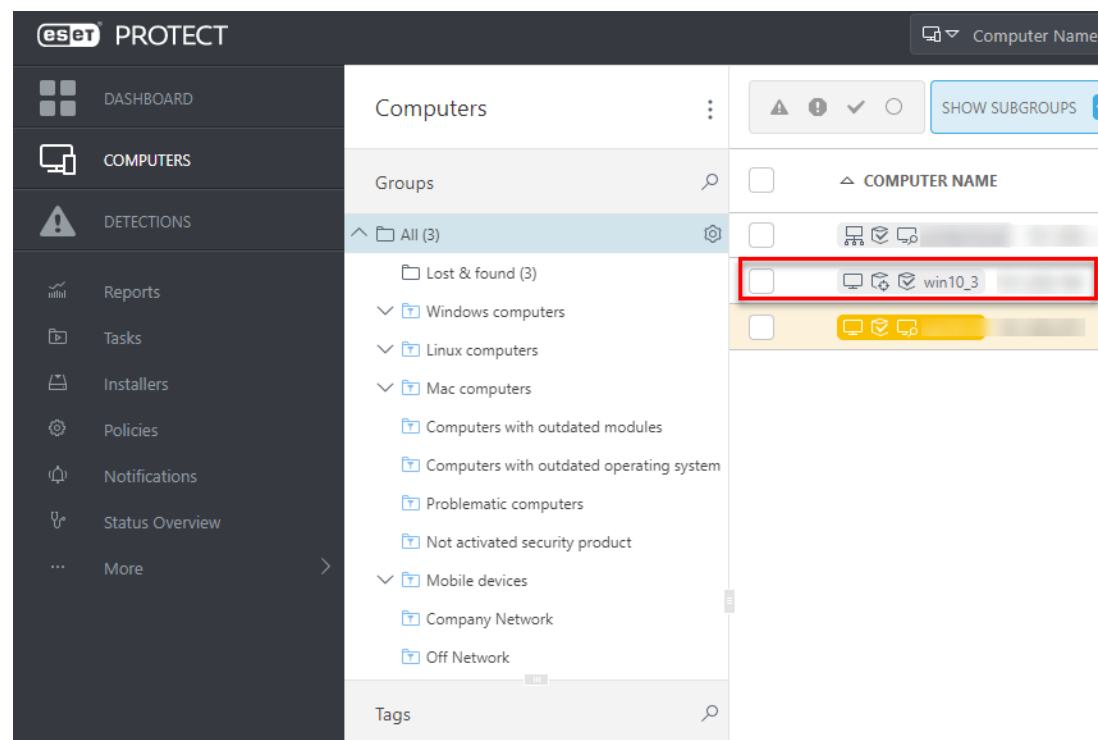 eset PROTECT
Computer Name
DASHBOARD
COMPUTERS
DETECTIONS
Reports
Tasks
Installers
Policies
Notifications
Status Overview
More
Computers
Groups
All (3)
Lost & found (3)
Windows computers
Linux computers
Mac computers
Computers with outdated modules
Computers with outdated operating system
Problematic computers
Not activated security product
Mobile devices
Company Network
Off Network
Tags
SHOW SUBGROUPS
COMPUTER NAME
win10_3